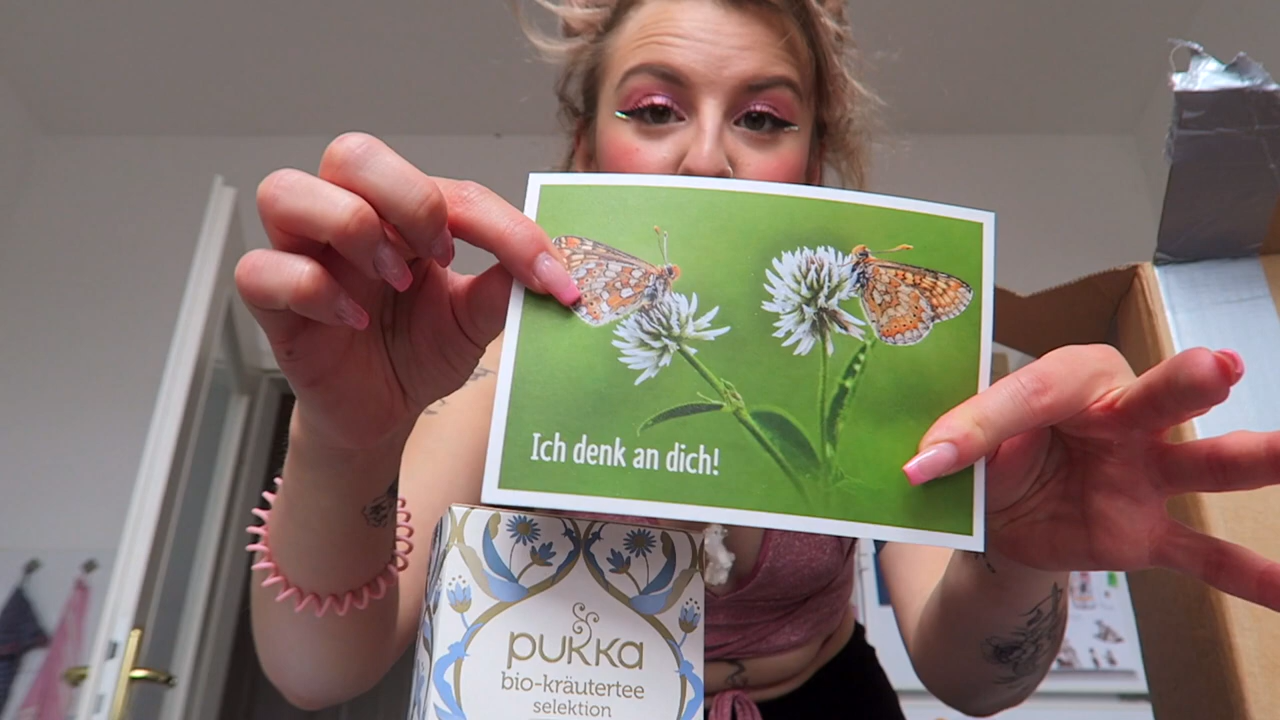 Ich denk an dich!
pukka
bio-kräutertee
selektion